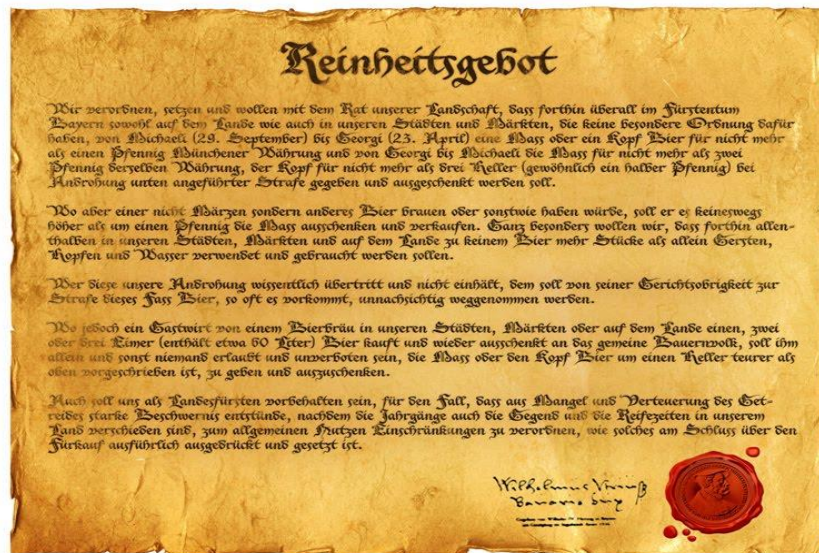 Reinheitsgebot
Wir verordnen, setzen und wollen mit dem Rat unserer Landschaft, dass forthin überall im Fürstentum
Bayern sowohl auf dem Lande wie auch in unseren Städten und Märkten, die keine besondere Ordnung dafür
haben, von Michaeli (29. September) bis Georgi (23. April) eine Mass oder ein Kopf Bier für nicht mehr
als einen Pfennig Münchener Währung und von Georgi bis Michaeli die Mass für nicht mehr als zwei
Pfennig derselben Währung, der Kopf für nicht mehr als drei Heller (gewöhnlich ein halber Pfennig) bei
Androhung unten angeführter Strafe gegeben und ausgeschenkt werden soll.
Wo aber einer nicht Märzen sondern anderes Bier brauen oder sonstwie haben würde, soll er es keineswegs
höher als um einen Pfennig die Mass ausschenken und verkaufen. Ganz besonders wollen wir, dass forthin allen-
thalben in unseren Städten, Märkten und auf dem Lande zu keinem Bier mehr Stücke als allein Gersten,
Hopfen und Wasser verwendet und gebraucht werden sollen.
Wer diese unsere Androhung wissentlich übertritt und nicht einhält, dem soll von seiner Gerichtsobrigkeit zur
Strafe dieses Fass Bier, so oft es vorkommt, unnachsichtig weggenommen werden.
Wo jedoch ein Gastwirt von einem Bierbräu in unseren Städten, Märkten oder auf dem Lande einen, zwei
oder drei Eimer (enthält etwa 60 Liter) Bier kauft und wieder ausschenkt an das gemeine Bauernvolk, soll ihm
allein und sonst niemand erlaubt und unverboten sein, die Mass oder den Kopf Bier um einen Heller teurer als
oben vorgeschrieben ist, zu geben und auszuschenken.
Auch soll uns als Landesfürsten vorbehalten sein, für den Fall, dass aus Mangel und Verteuerung des Get-
reides starke Beschwernis entstünde, nachdem die Jahrgänge auch die Gegend und die Reifezeiten in unserem
Land verschieden sind, zum allgemeinen Nutzen Einschränkungen zu verordnen, wie solches am Schluss über den
Fürkauf ausführlich ausgedrückt und gesetzt ist.
Wilhelmus